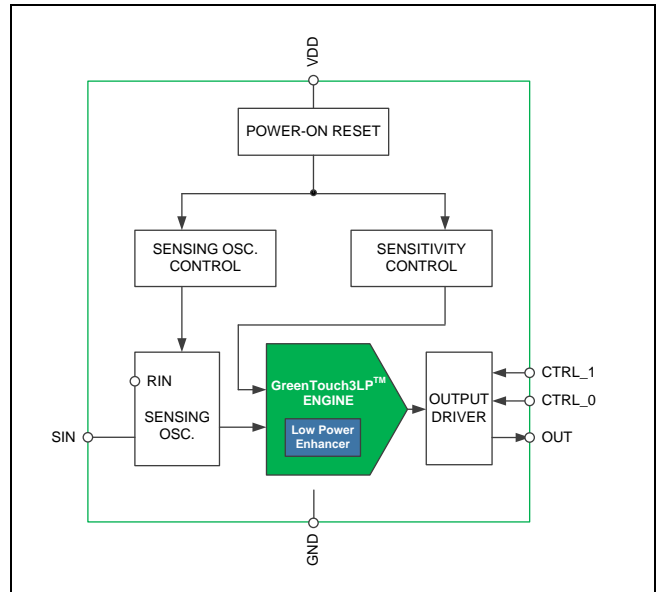 VDD
POWER-ON RESET
SENSING OSC.
CONTROL
SENSITIVITY
CONTROL
RIN
SENSING
OSC.
SIN
GreenTouch3LP™
ENGINE
Low Power
Enhancer
OUTPUT
DRIVER
CTRL_1
CTRL_0
OUT
GND